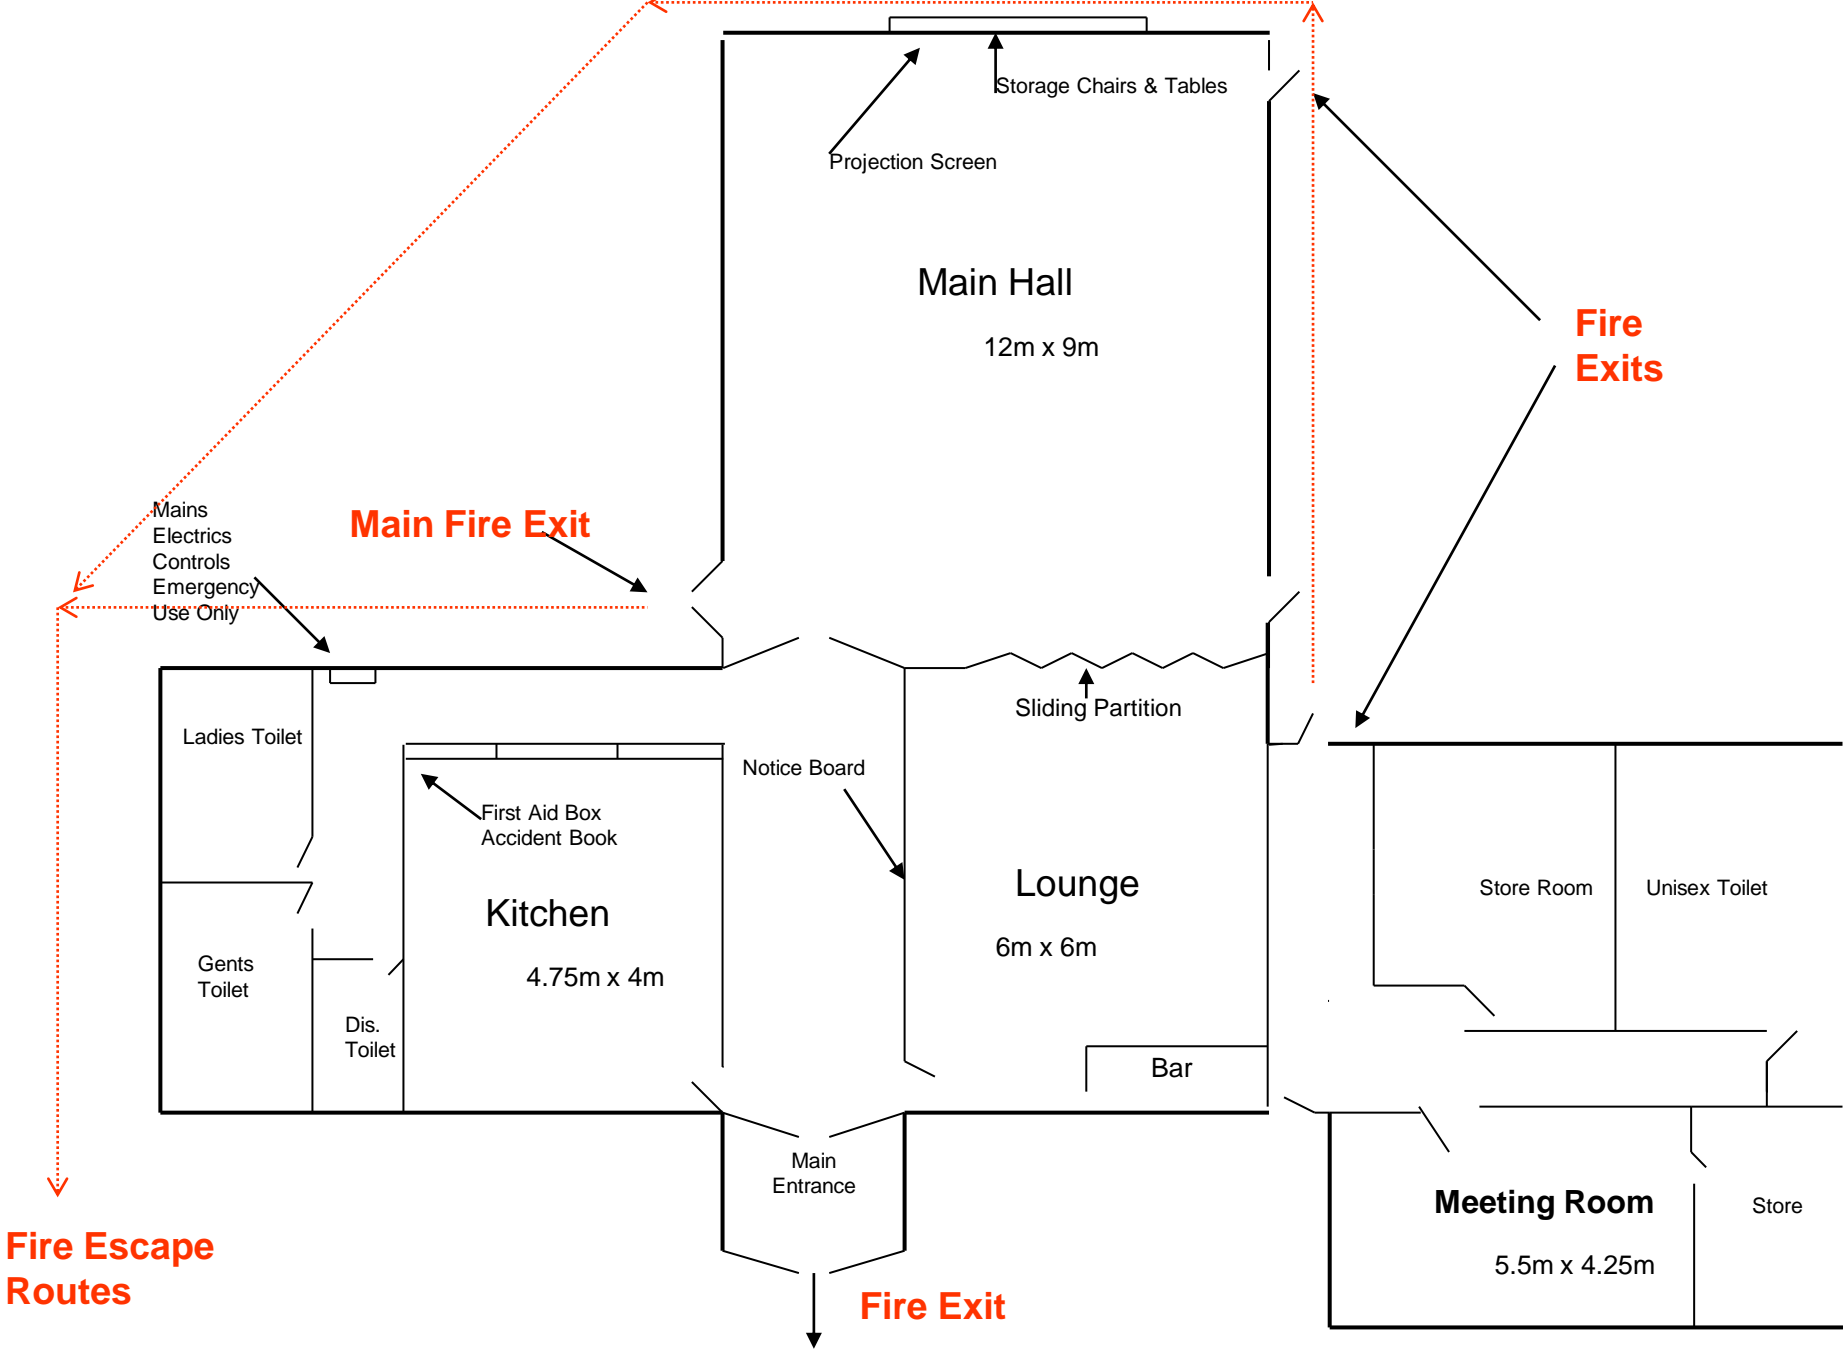 Storage Chairs & Tables
Projection Screen
Main Hall
12m x 9m
Fire
Exits
Mains
Electrics
Controls
Emergency
Use Only
Main Fire Exit
Sliding Partition
Ladies Toilet
Notice Board
First Aid Box
Accident Book
Kitchen
4.75m x 4m
Lounge
6m x 6m
Store Room
Unisex Toilet
Gents
Toilet
Dis.
Toilet
Bar
Main
Entrance
Meeting Room
5.5m x 4.25m
Store
Fire Escape
Routes
Fire Exit